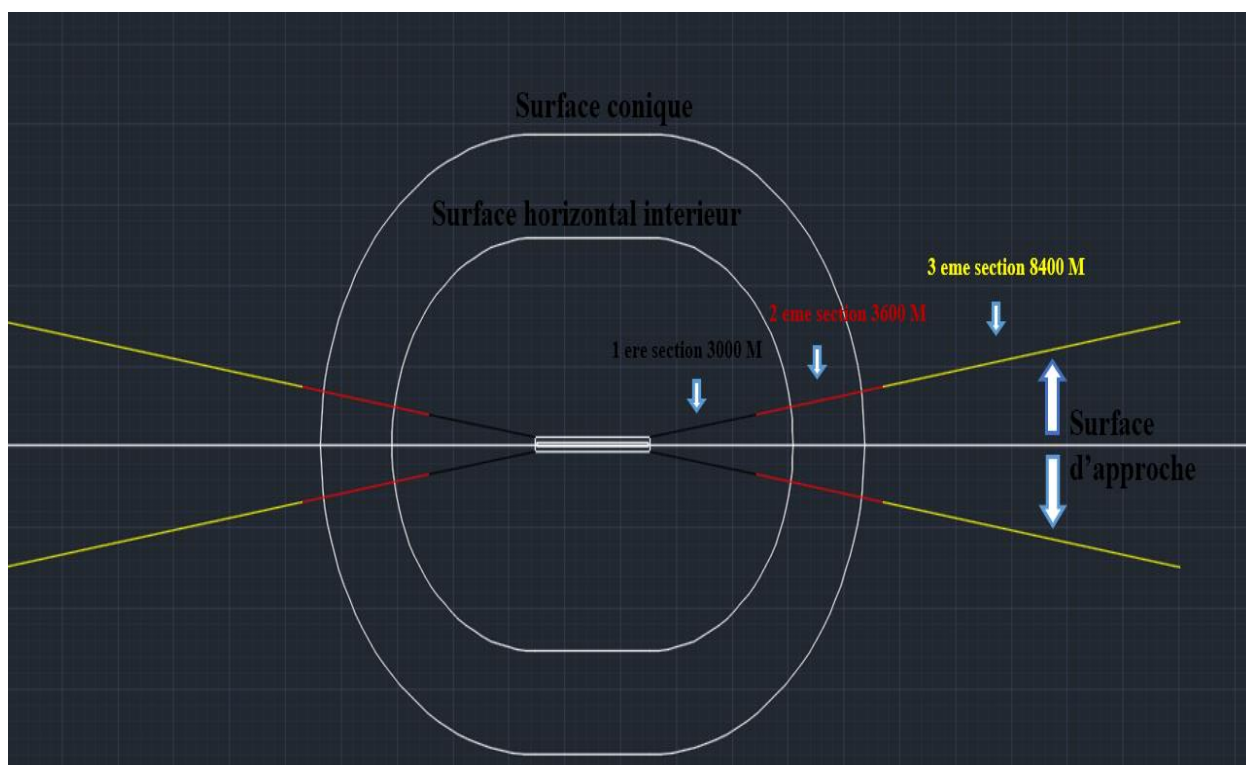 Surface conique
Surface horizontal interieur
3 eme section 8400 M
2 eme section 3600 M
1 ere section 3000 M
Surface
d’approche